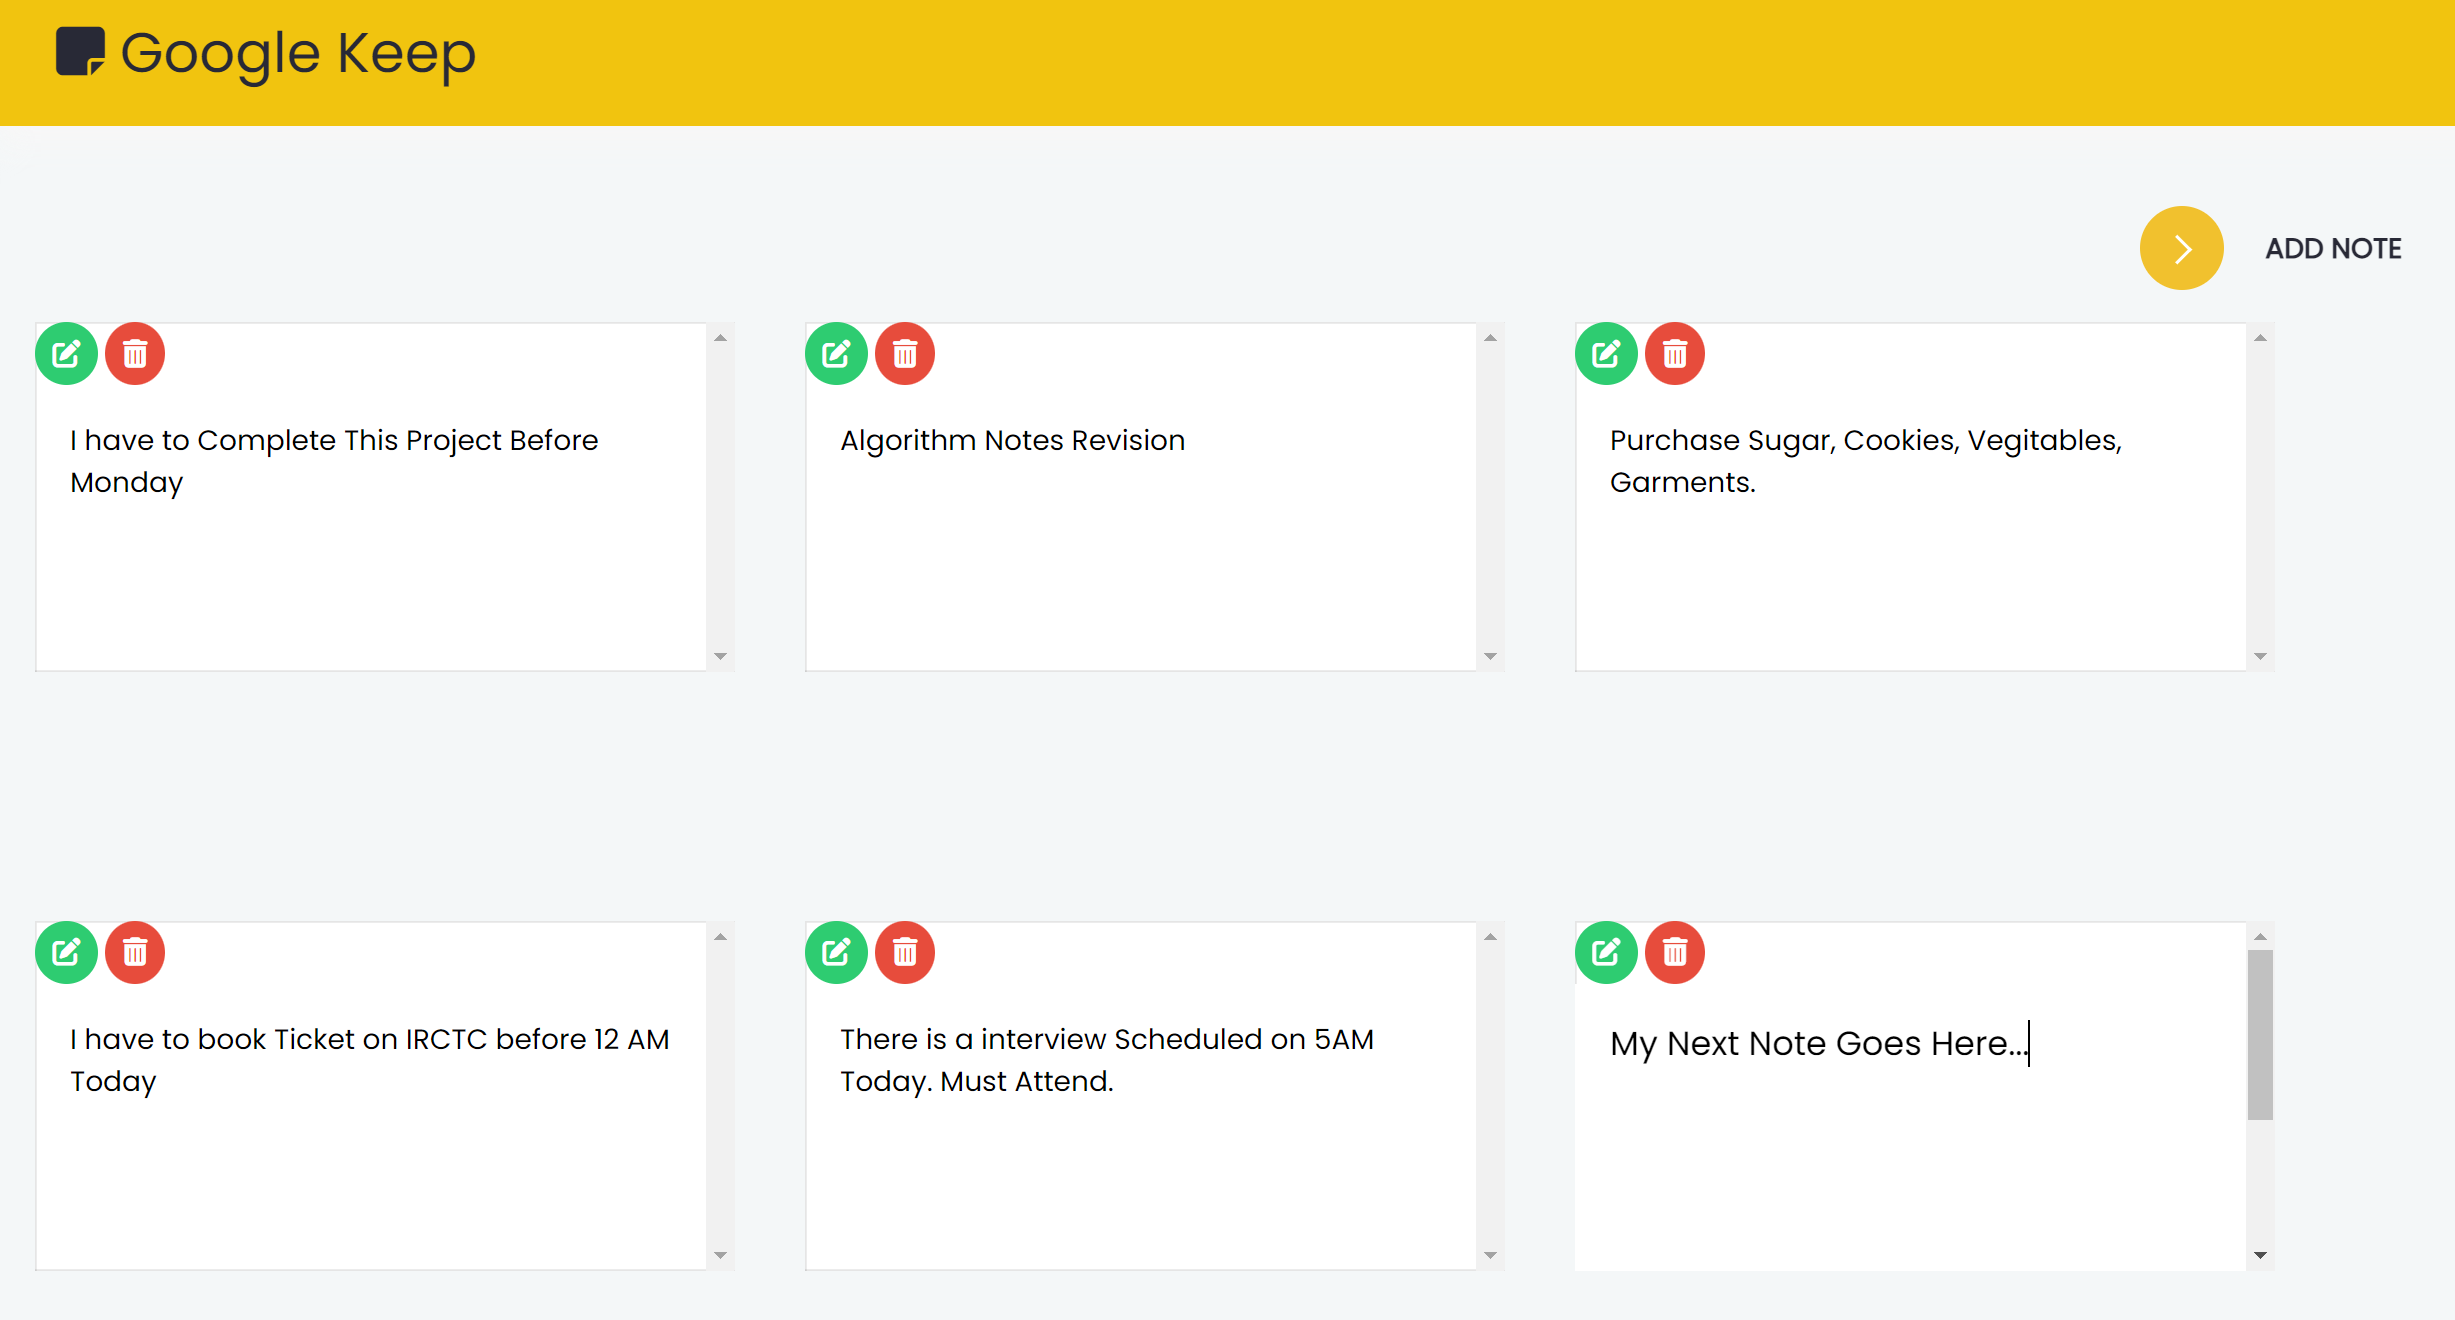 Google Keep
ADD NOTE
I have to Complete This Project Before
Monday
Algorithm Notes Revision
Purchase Sugar, Cookies, Vegitables,
Garments.
I have to book Ticket on IRCTC before 12 AM
Today
There is a interview Scheduled on 5AM
Today. Must Attend.
My Next Note Goes Here...